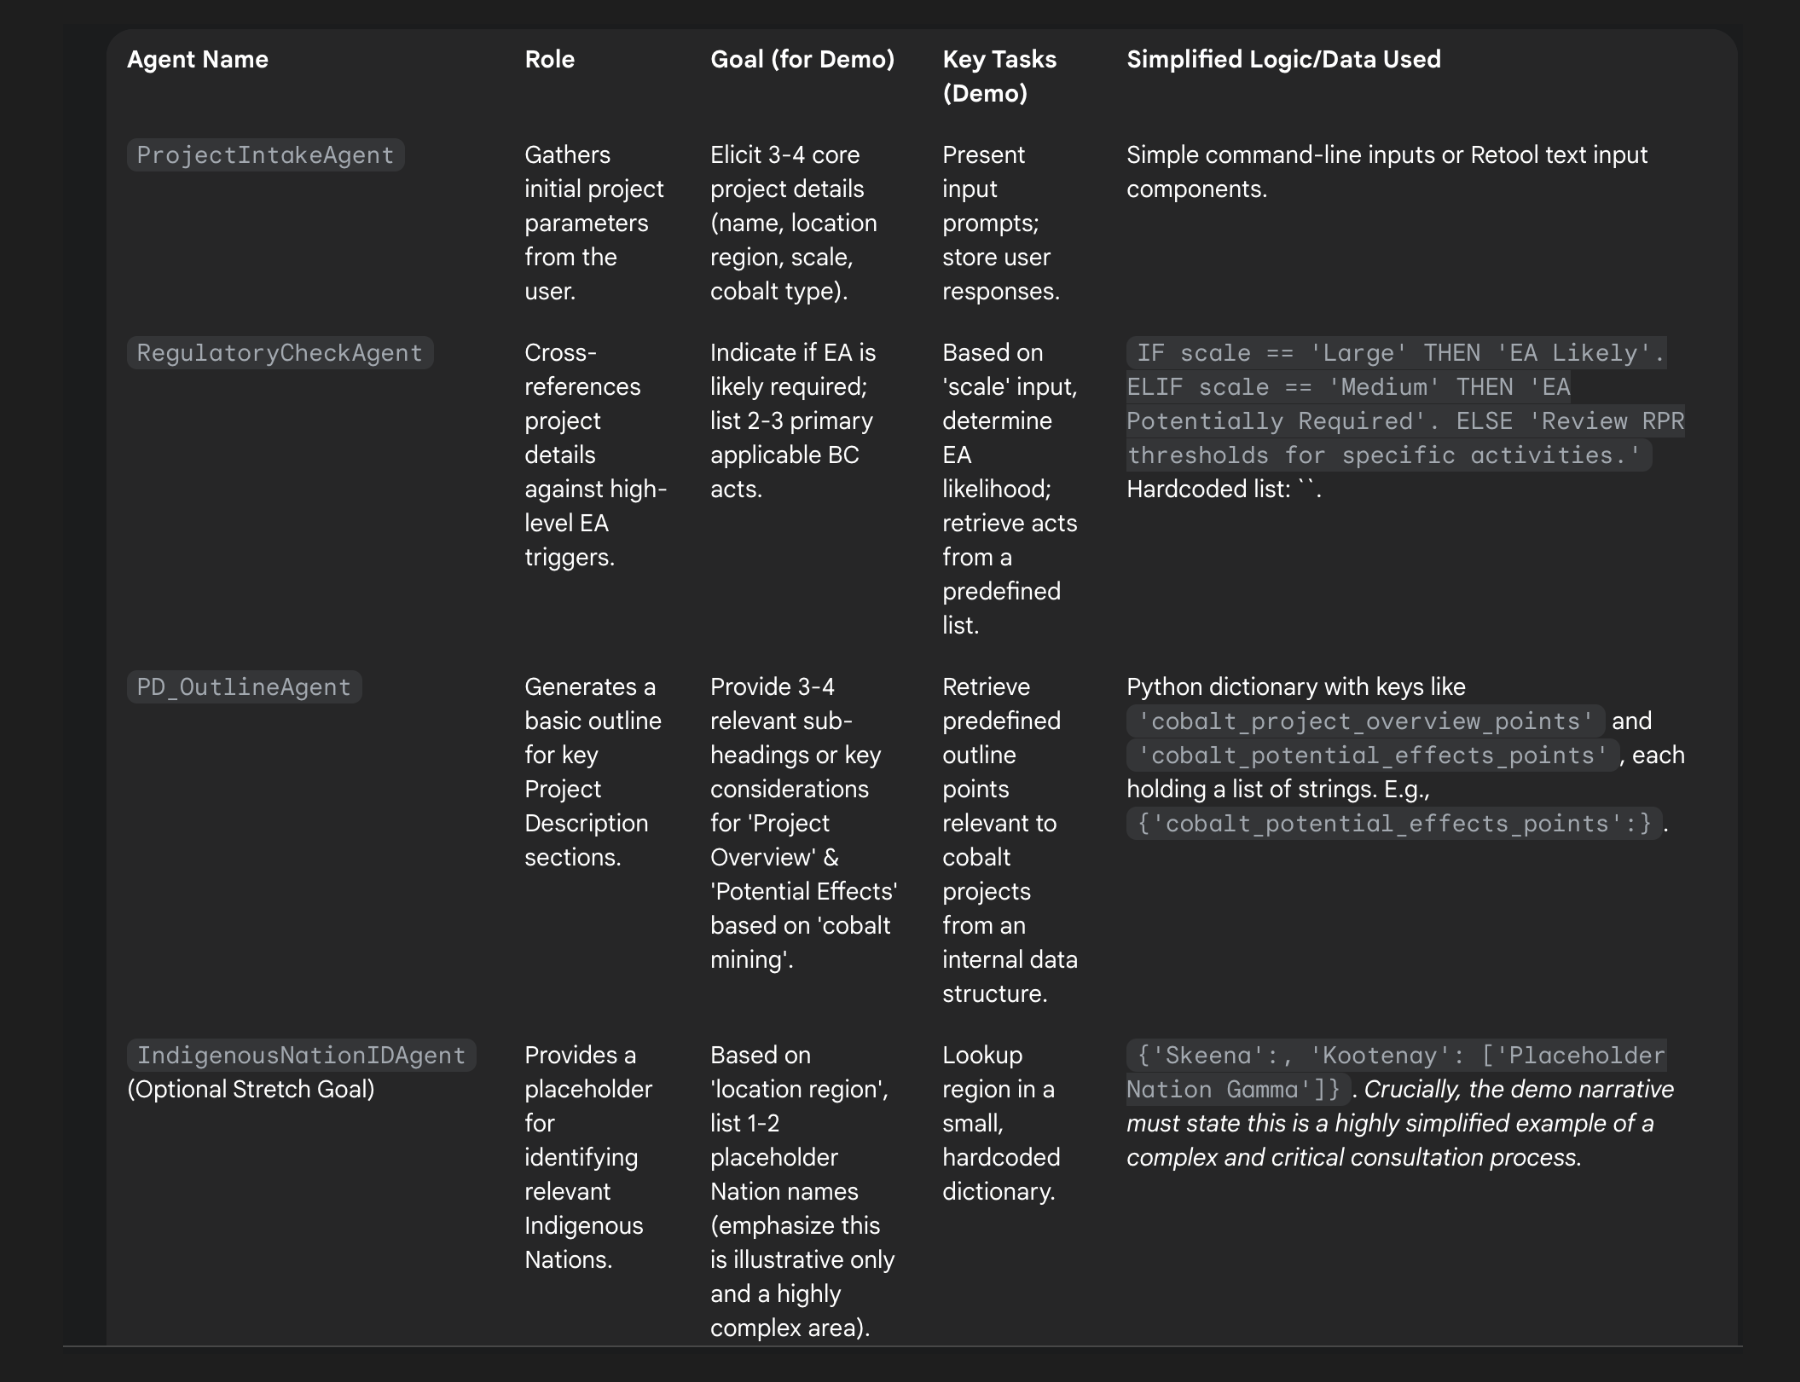 Agent Name
Role
Goal (for Demo)
Key Tasks
(Demo)
Simplified Logic/Data Used
ProjectIntakeAgent
Gathers
initial project
parameters
from the
user.
Elicit 3-4 core
project details
(name, location
region, scale,
cobalt type).
Present
input
prompts;
store user
responses.
Simple command-line inputs or Retool text input
components.
RegulatoryCheckAgent
Cross-
references
project
details
against high-
level EA
triggers.
Indicate if EA is
likely required;
list 2-3 primary
applicable BC
acts.
Based on
'scale' input,
determine
EA
likelihood;
retrieve acts
from a
predefined
list.
IF scale == 'Large' THEN 'EA Likely'.
ELIF scale == 'Medium' THEN 'EA
Potentially Required'. ELSE 'Review RPR
thresholds for specific activities.'
Hardcoded list: ``.
PD_OutlineAgent
Generates a
basic outline
for key
Project
Description
sections.
Provide 3-4
relevant sub-
headings or key
considerations
for 'Project
Overview' &
'Potential Effects'
based on 'cobalt
mining'.
Retrieve
predefined
outline
points
relevant to
cobalt
projects
from an
internal data
structure.
Python dictionary with keys like
'cobalt_project_overview_points' and
'cobalt_potential_effects_points', each
holding a list of strings. E.g.,
{'cobalt_potential_effects_points':}.
IndigenousNationIDAgent
(Optional Stretch Goal)
Provides a
placeholder
for
identifying
relevant
Indigenous
Nations.
Based on
'location region',
list 1-2
placeholder
Nation names
(emphasize this
is illustrative only
and a highly
complex area).
Lookup
region in a
small,
hardcoded
dictionary.
{'Skeena':, 'Kootenay': ['Placeholder
Nation Gamma']}. Crucially, the demo narrative
must state this is a highly simplified example of a
complex and critical consultation process.